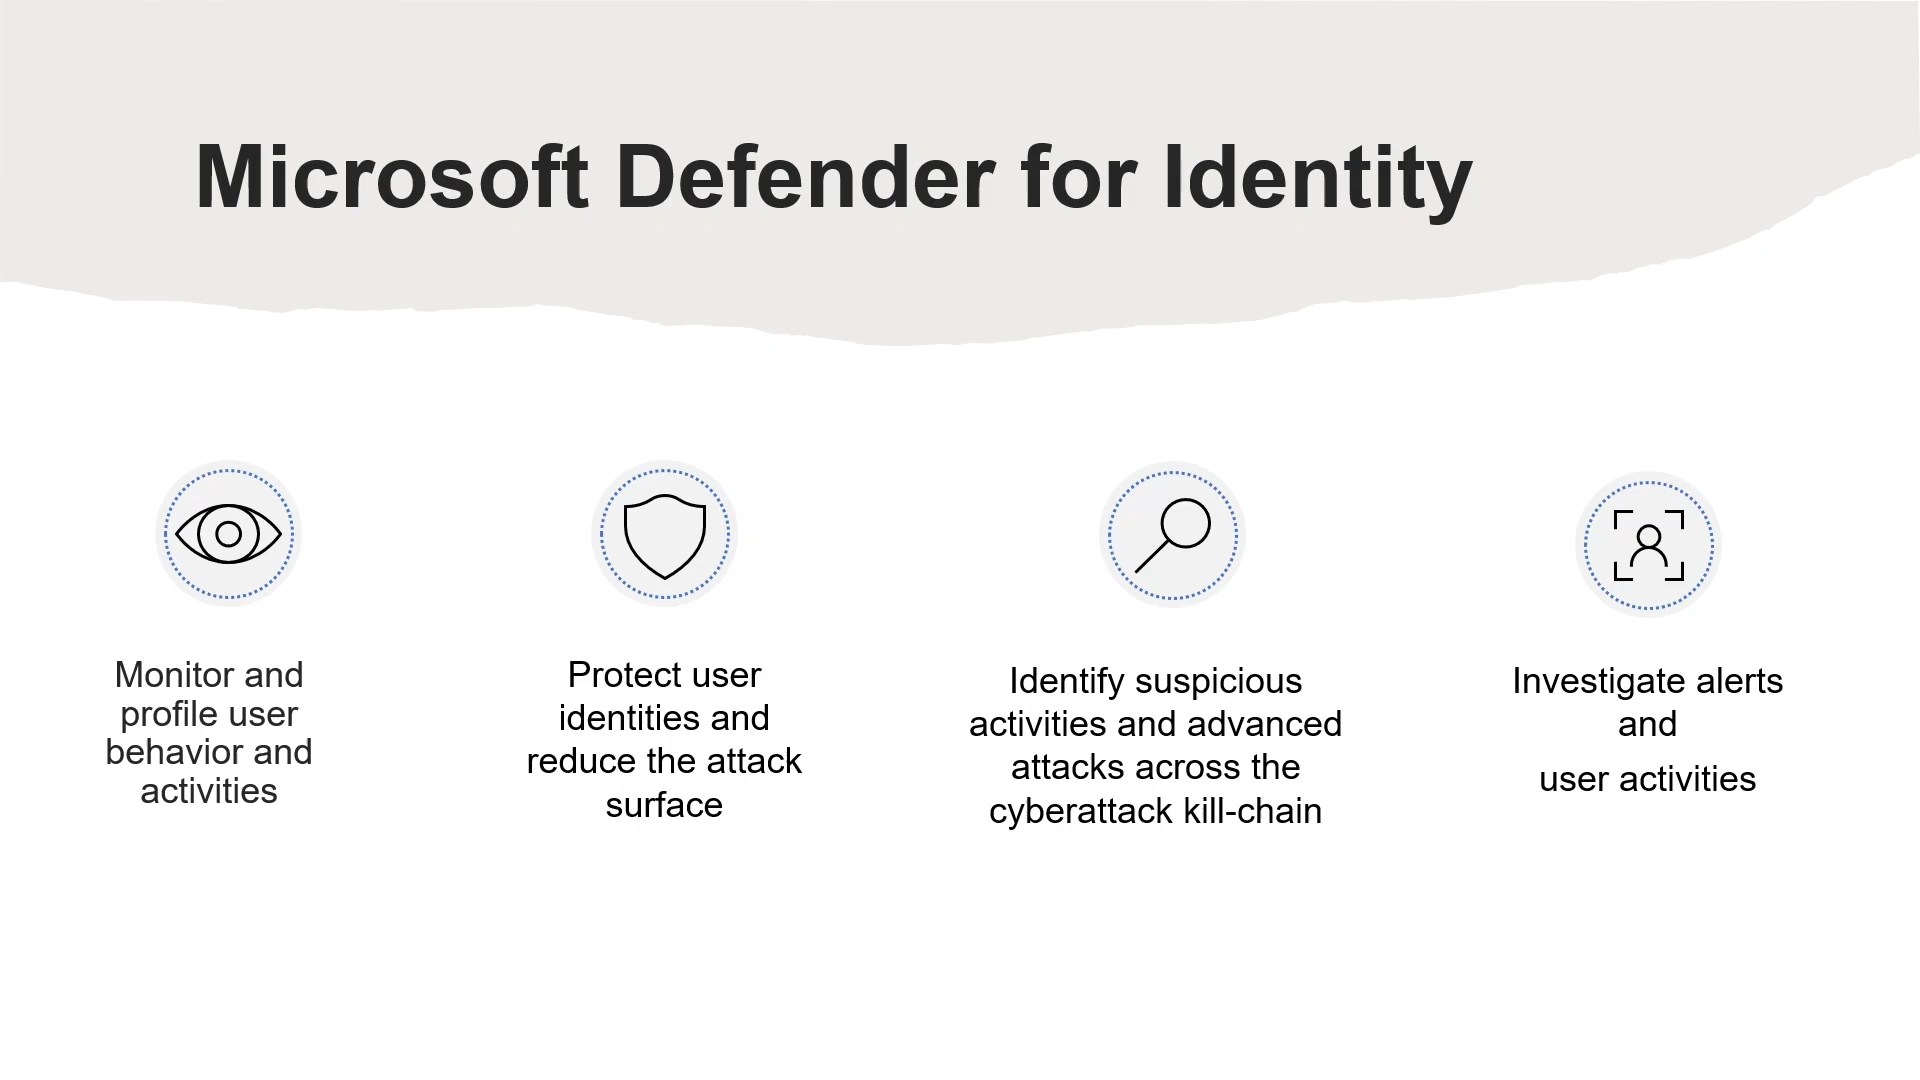 Microsoft Defender for Identity
Monitor and
profile user
behavior and
activities
Protect user
identities and
reduce the attack
surface
Identify suspicious
activities and advanced
attacks across the
cyberattack kill-chain
Investigate alerts
and
user activities